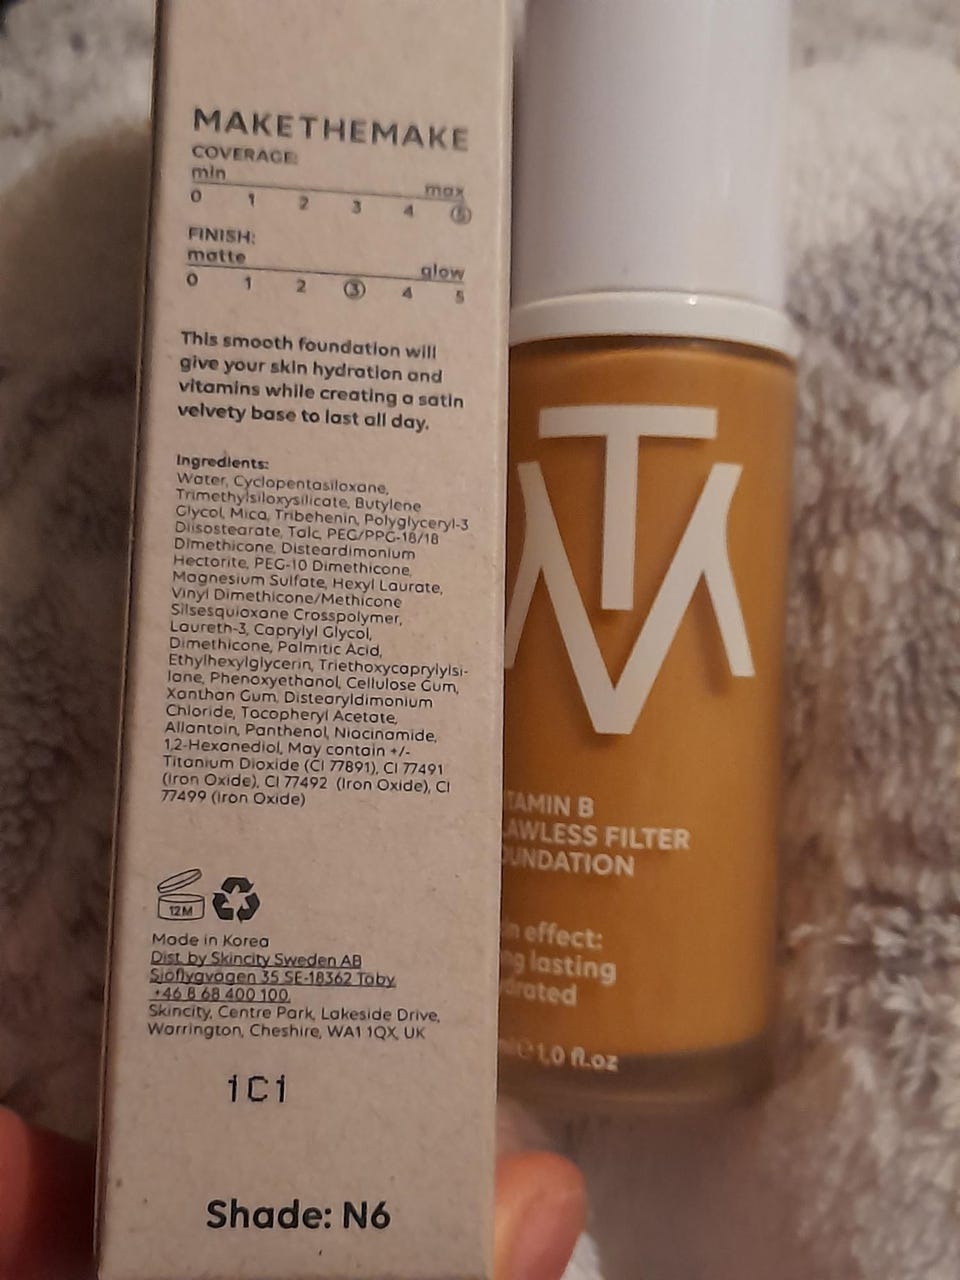 MAKETHEMAKE
COVERAGE:
min max
0 1 2 3 4 5
FINISH:
matte glow
0 1 2 3 4 5
This smooth foundation will
give your skin hydration and
vitamins while creating a satin
velvety base to last all day.
Ingredients:
Water, Cyclopentasiloxane,
Trimethylsiloxysilicate, Butylene
Glycol, Mica, Tribehenin, Polyglyceryl-3
Diisostearate, Talc, PEG/PPG-18/18
Dimethicone, Disteardimonium
Hectorite, PEG-10 Dimethicone,
Magnesium Sulfate, Hexyl Laurate,
Vinyl Dimethicone/Methicone
Silsesquioxane Crosspolymer,
Laureth-3, Caprylyl Glycol,
Dimethicone, Palmitic Acid,
Ethylhexylglycerin, Triethoxycaprylylsi-
lane, Phenoxyethanol, Cellulose Gum,
Xanthan Gum, Distearyldimonium
Chloride, Tocopheryl Acetate,
Allantoin, Panthenol, Niacinamide,
1,2-Hexanediol, May contain +/-
Titanium Dioxide (CI 77891), CI 77491
(Iron Oxide), CI 77492 (Iron Oxide), CI
77499 (Iron Oxide)
12M
Made in Korea
Dist. by Skincity Sweden AB
Sjöflygvägen 35 SE-18362 Täby
+46 8 68 400 100,
Skincity, Centre Park, Lakeside Drive,
Warrington, Cheshire, WA1 1QX, UK
1C1
Shade: N6
TM
TAMIN B
AWLESS FILTER
OUNDATION
n effect:
ng lasting
drated
ml e 1,0 fl.oz